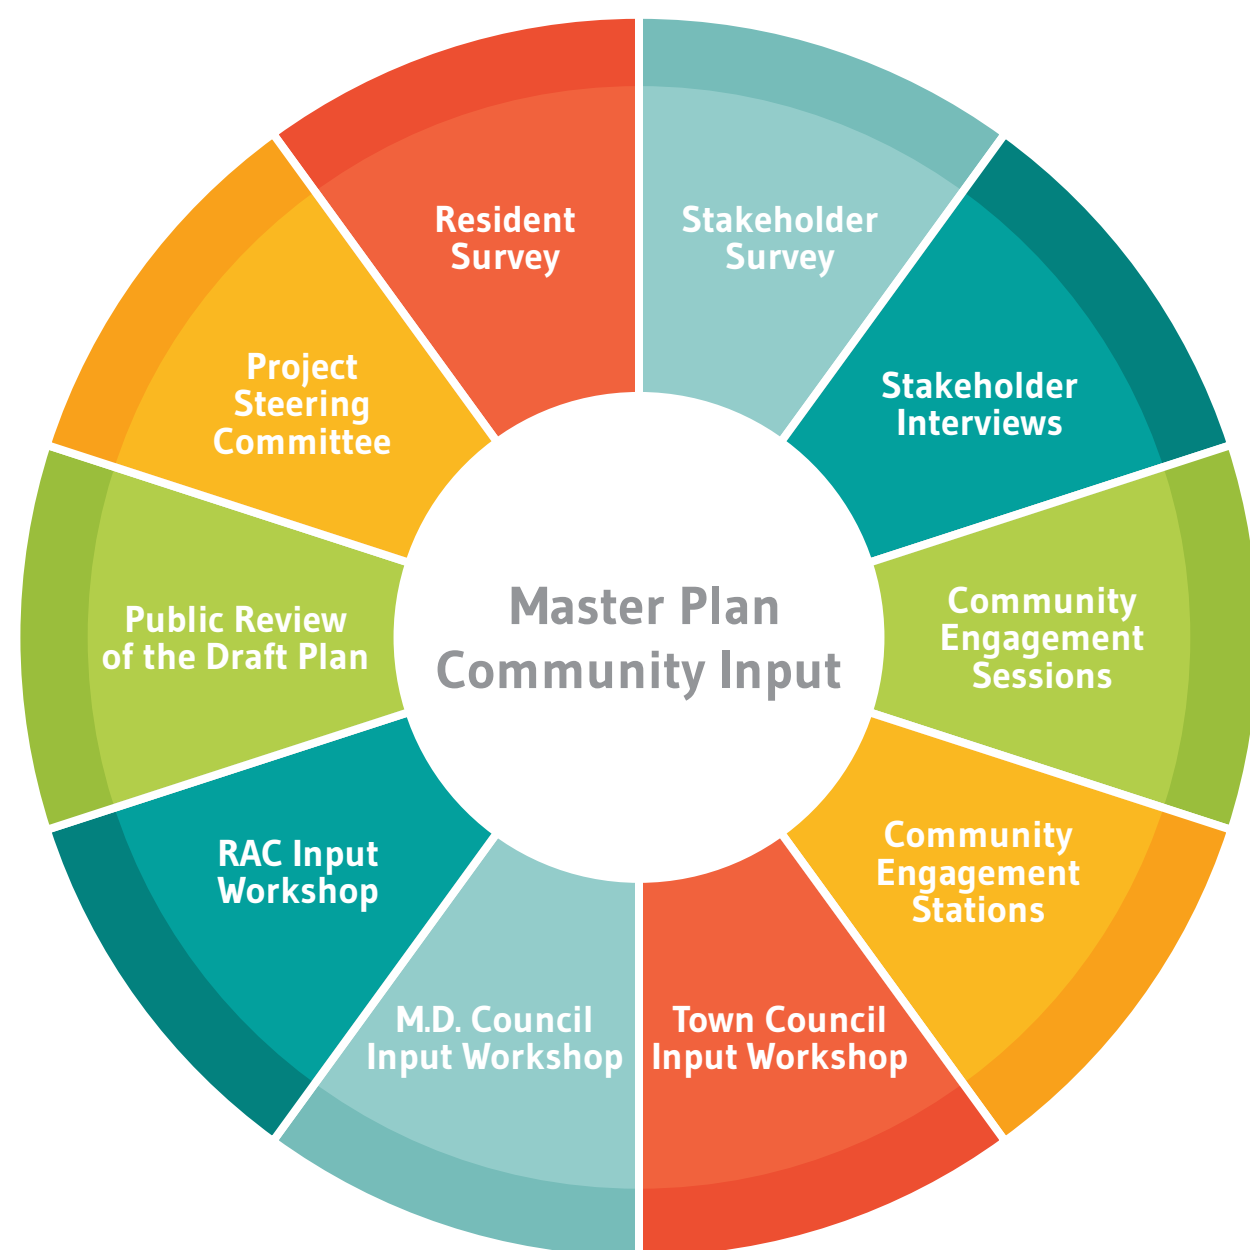 Resident
Survey
Stakeholder
Survey
Stakeholder
Interviews
Community
Engagement
Sessions
Community
Engagement
Stations
Town Council
Input Workshop
M.D. Council
Input Workshop
RAC Input
Workshop
Public Review
of the Draft Plan
Project
Steering
Committee
Master Plan
Community Input